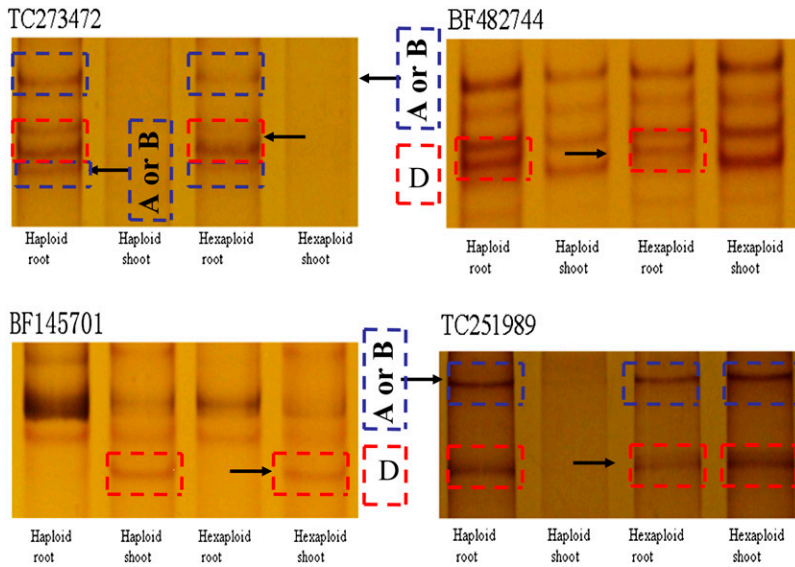 TC273472
BF482744
A or B
A or B
D
Haploid root
Haploid shoot
Hexaploid root
Hexaploid shoot
Haploid root
Haploid shoot
Hexaploid root
Hexaploid shoot
BF145701
TC251989
A or B
D
Haploid root
Haploid shoot
Hexaploid root
Hexaploid shoot
Haploid root
Haploid shoot
Hexaploid root
Hexaploid shoot